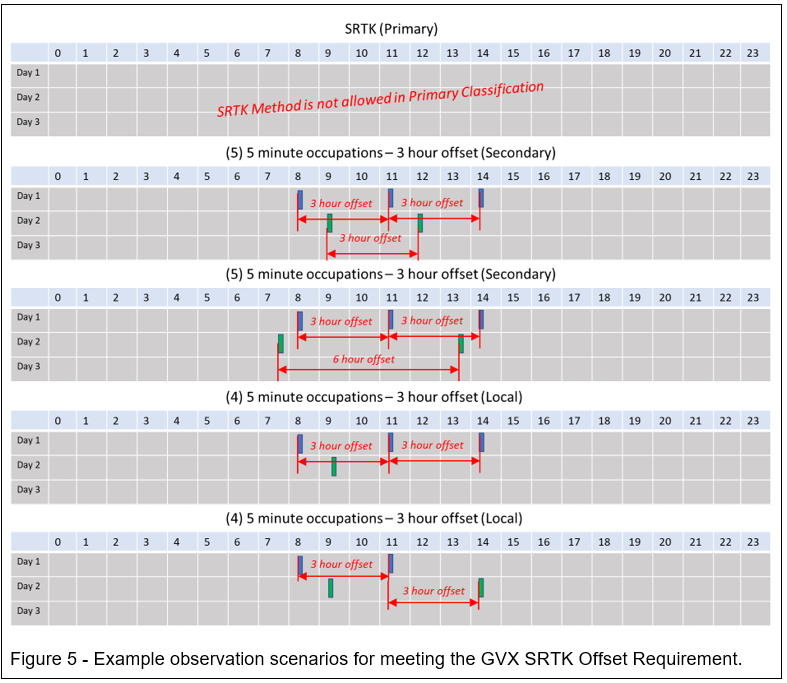 SRTK (Primary)
0 1 2 3 4 5 6 7 8 9 10 11 12 13 14 15 16 17 18 19 20 21 22 23
Day 1
Day 2
Day 3
SRTK Method is not allowed in Primary Classification
(5) 5 minute occupations – 3 hour offset (Secondary)
0 1 2 3 4 5 6 7 8 9 10 11 12 13 14 15 16 17 18 19 20 21 22 23
Day 1
3 hour offset 3 hour offset
Day 2
3 hour offset
Day 3
(5) 5 minute occupations – 3 hour offset (Secondary)
0 1 2 3 4 5 6 7 8 9 10 11 12 13 14 15 16 17 18 19 20 21 22 23
Day 1
3 hour offset 3 hour offset
Day 2
6 hour offset
Day 3
(4) 5 minute occupations – 3 hour offset (Local)
0 1 2 3 4 5 6 7 8 9 10 11 12 13 14 15 16 17 18 19 20 21 22 23
Day 1
3 hour offset 3 hour offset
Day 2
Day 3
(4) 5 minute occupations – 3 hour offset (Local)
0 1 2 3 4 5 6 7 8 9 10 11 12 13 14 15 16 17 18 19 20 21 22 23
Day 1
3 hour offset
Day 2
3 hour offset
Day 3
Figure 5 - Example observation scenarios for meeting the GVX SRTK Offset Requirement.